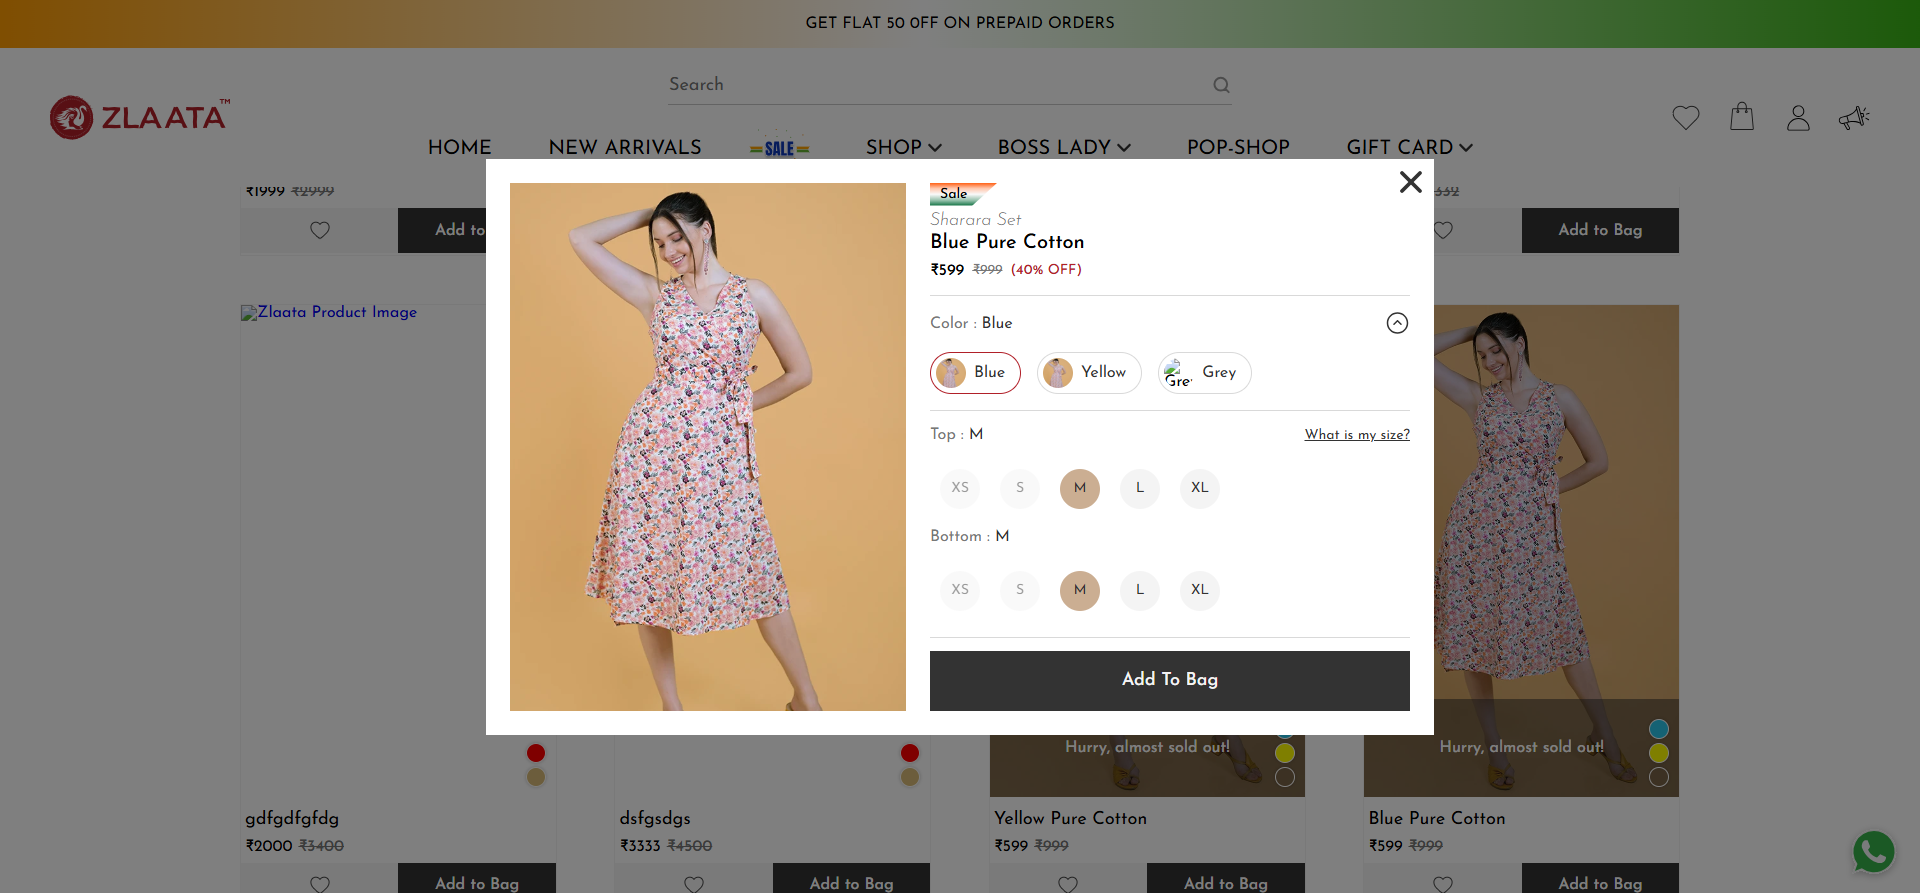 GET FLAT 50 OFF ON PREPAID ORDERS
Search
ZLAATA™
HOME
NEW ARRIVALS
SALE
SHOP
BOSS LADY
POP-SHOP
GIFT CARD
₹1999 ₹2999
Add to
Add to Bag
Zlaata Product Image
Sale
Sharara Set
Blue Pure Cotton
₹599 ₹999 (40% OFF)
Color : Blue
Blue
Yellow
Grey
Top : M
What is my size?
XS S M L XL
Bottom : M
XS S M L XL
Add To Bag
Hurry, almost sold out!
Hurry, almost sold out!
gdfgdfgfdg
₹2000 ₹3400
Add to Bag
dsfgsdgs
₹3333 ₹4500
Add to Bag
Yellow Pure Cotton
₹599 ₹999
Add to Bag
Blue Pure Cotton
₹599 ₹999
Add to Bag